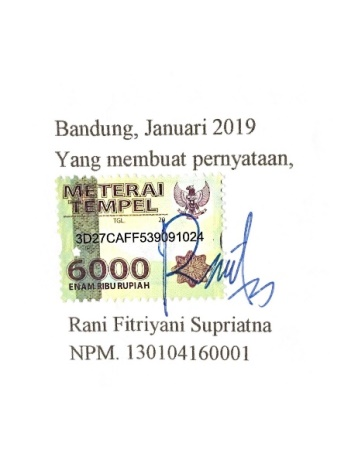 Bandung, Januari 2019
Yang membuat pernyataan,
METERAI
TEMPEL
TGL. 20
3D27CAFF539091024
6000
ENAM RIBU RUPIAH
Rani Fitriyani Supriatna
NPM. 130104160001